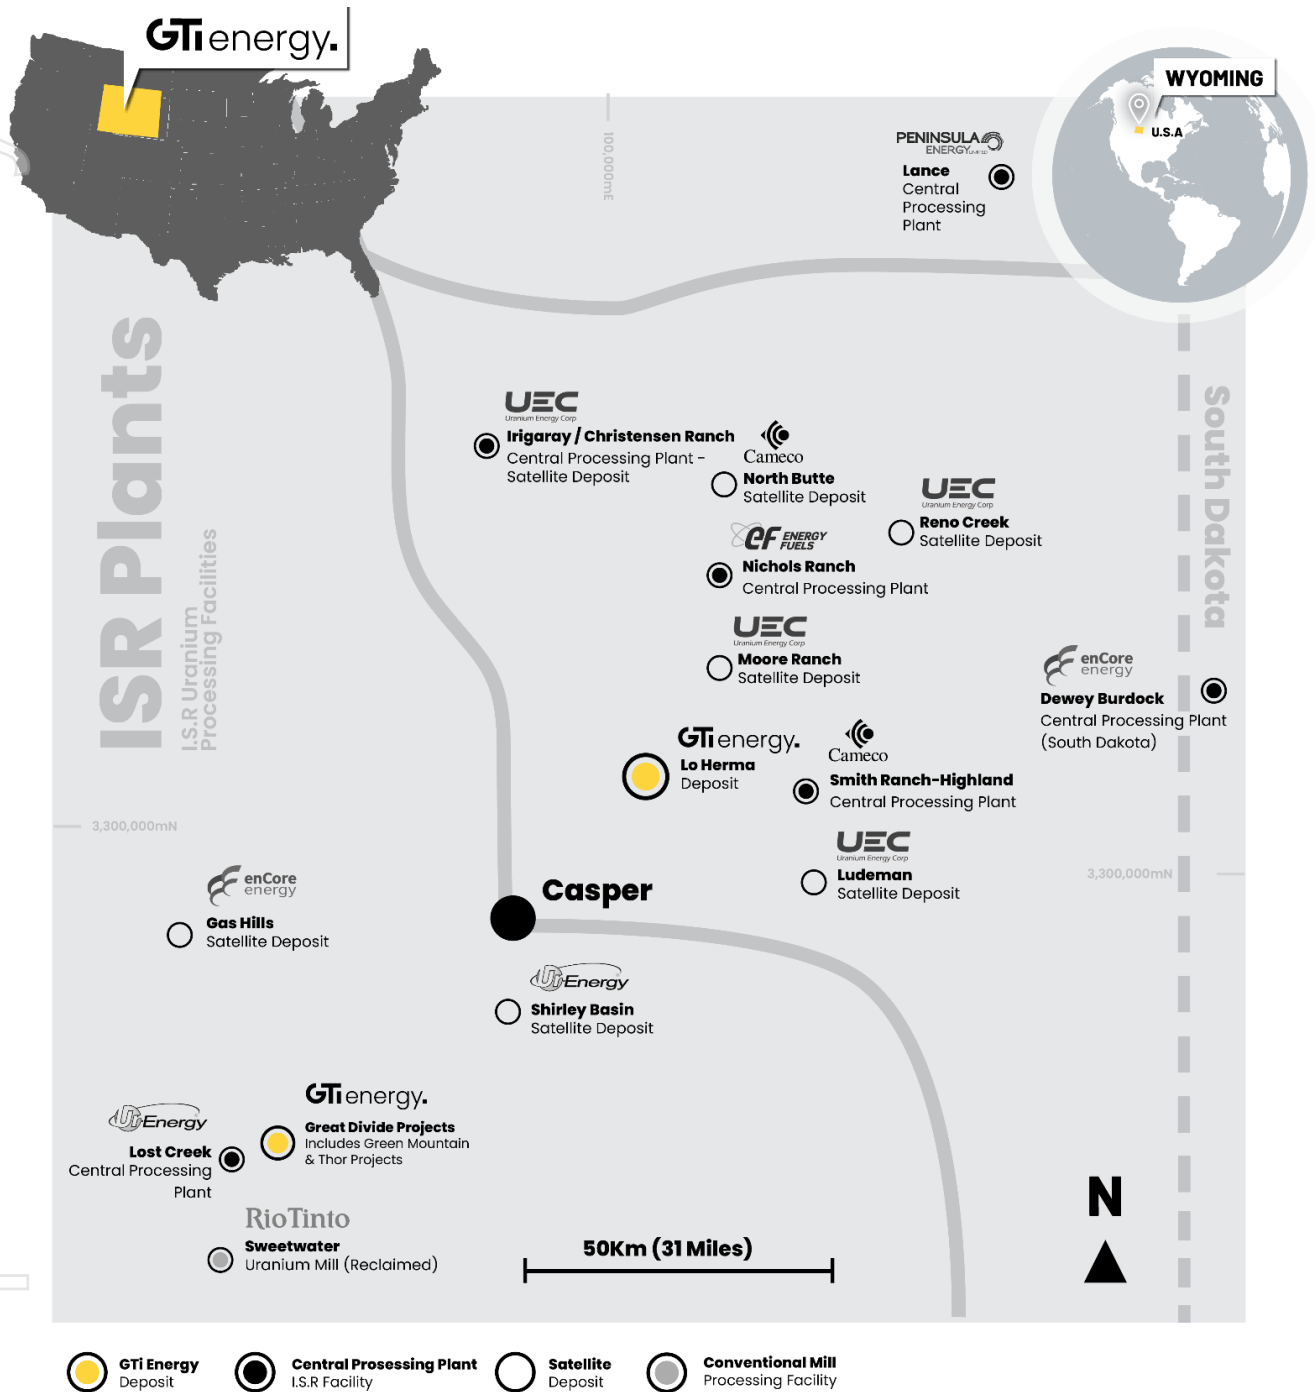 GTi energy.
WYOMING
U.S.A
100,000mE
PENINSULA
ENERGY LIMITED
Lance
Central
Processing
Plant
ISR Plants
I.S.R Uranium
Processing Facilities
South Dakota
UEC
Uranium Energy Corp
Irigaray / Christensen Ranch
Central Processing Plant -
Satellite Deposit
Cameco
North Butte
Satellite Deposit
UEC
Uranium Energy Corp
Reno Creek
Satellite Deposit
ef ENERGY
FUELS
Nichols Ranch
Central Processing Plant
UEC
Uranium Energy Corp
Moore Ranch
Satellite Deposit
enCore
energy
Dewey Burdock
Central Processing Plant
(South Dakota)
GTi energy.
Lo Herma
Deposit
Cameco
Smith Ranch-Highland
Central Processing Plant
3,300,000mN
UEC
Uranium Energy Corp
Ludeman
Satellite Deposit
3,300,000mN
enCore
energy
Gas Hills
Satellite Deposit
Casper
Ur Energy
Shirley Basin
Satellite Deposit
GTi energy.
Great Divide Projects
Includes Green Mountain
& Thor Projects
Ur Energy
Lost Creek
Central Processing
Plant
RioTinto
Sweetwater
Uranium Mill (Reclaimed)
50Km (31 Miles)
N
GTi Energy
Deposit
Central Prosessing Plant
I.S.R Facility
Satellite
Deposit
Conventional Mill
Processing Facility